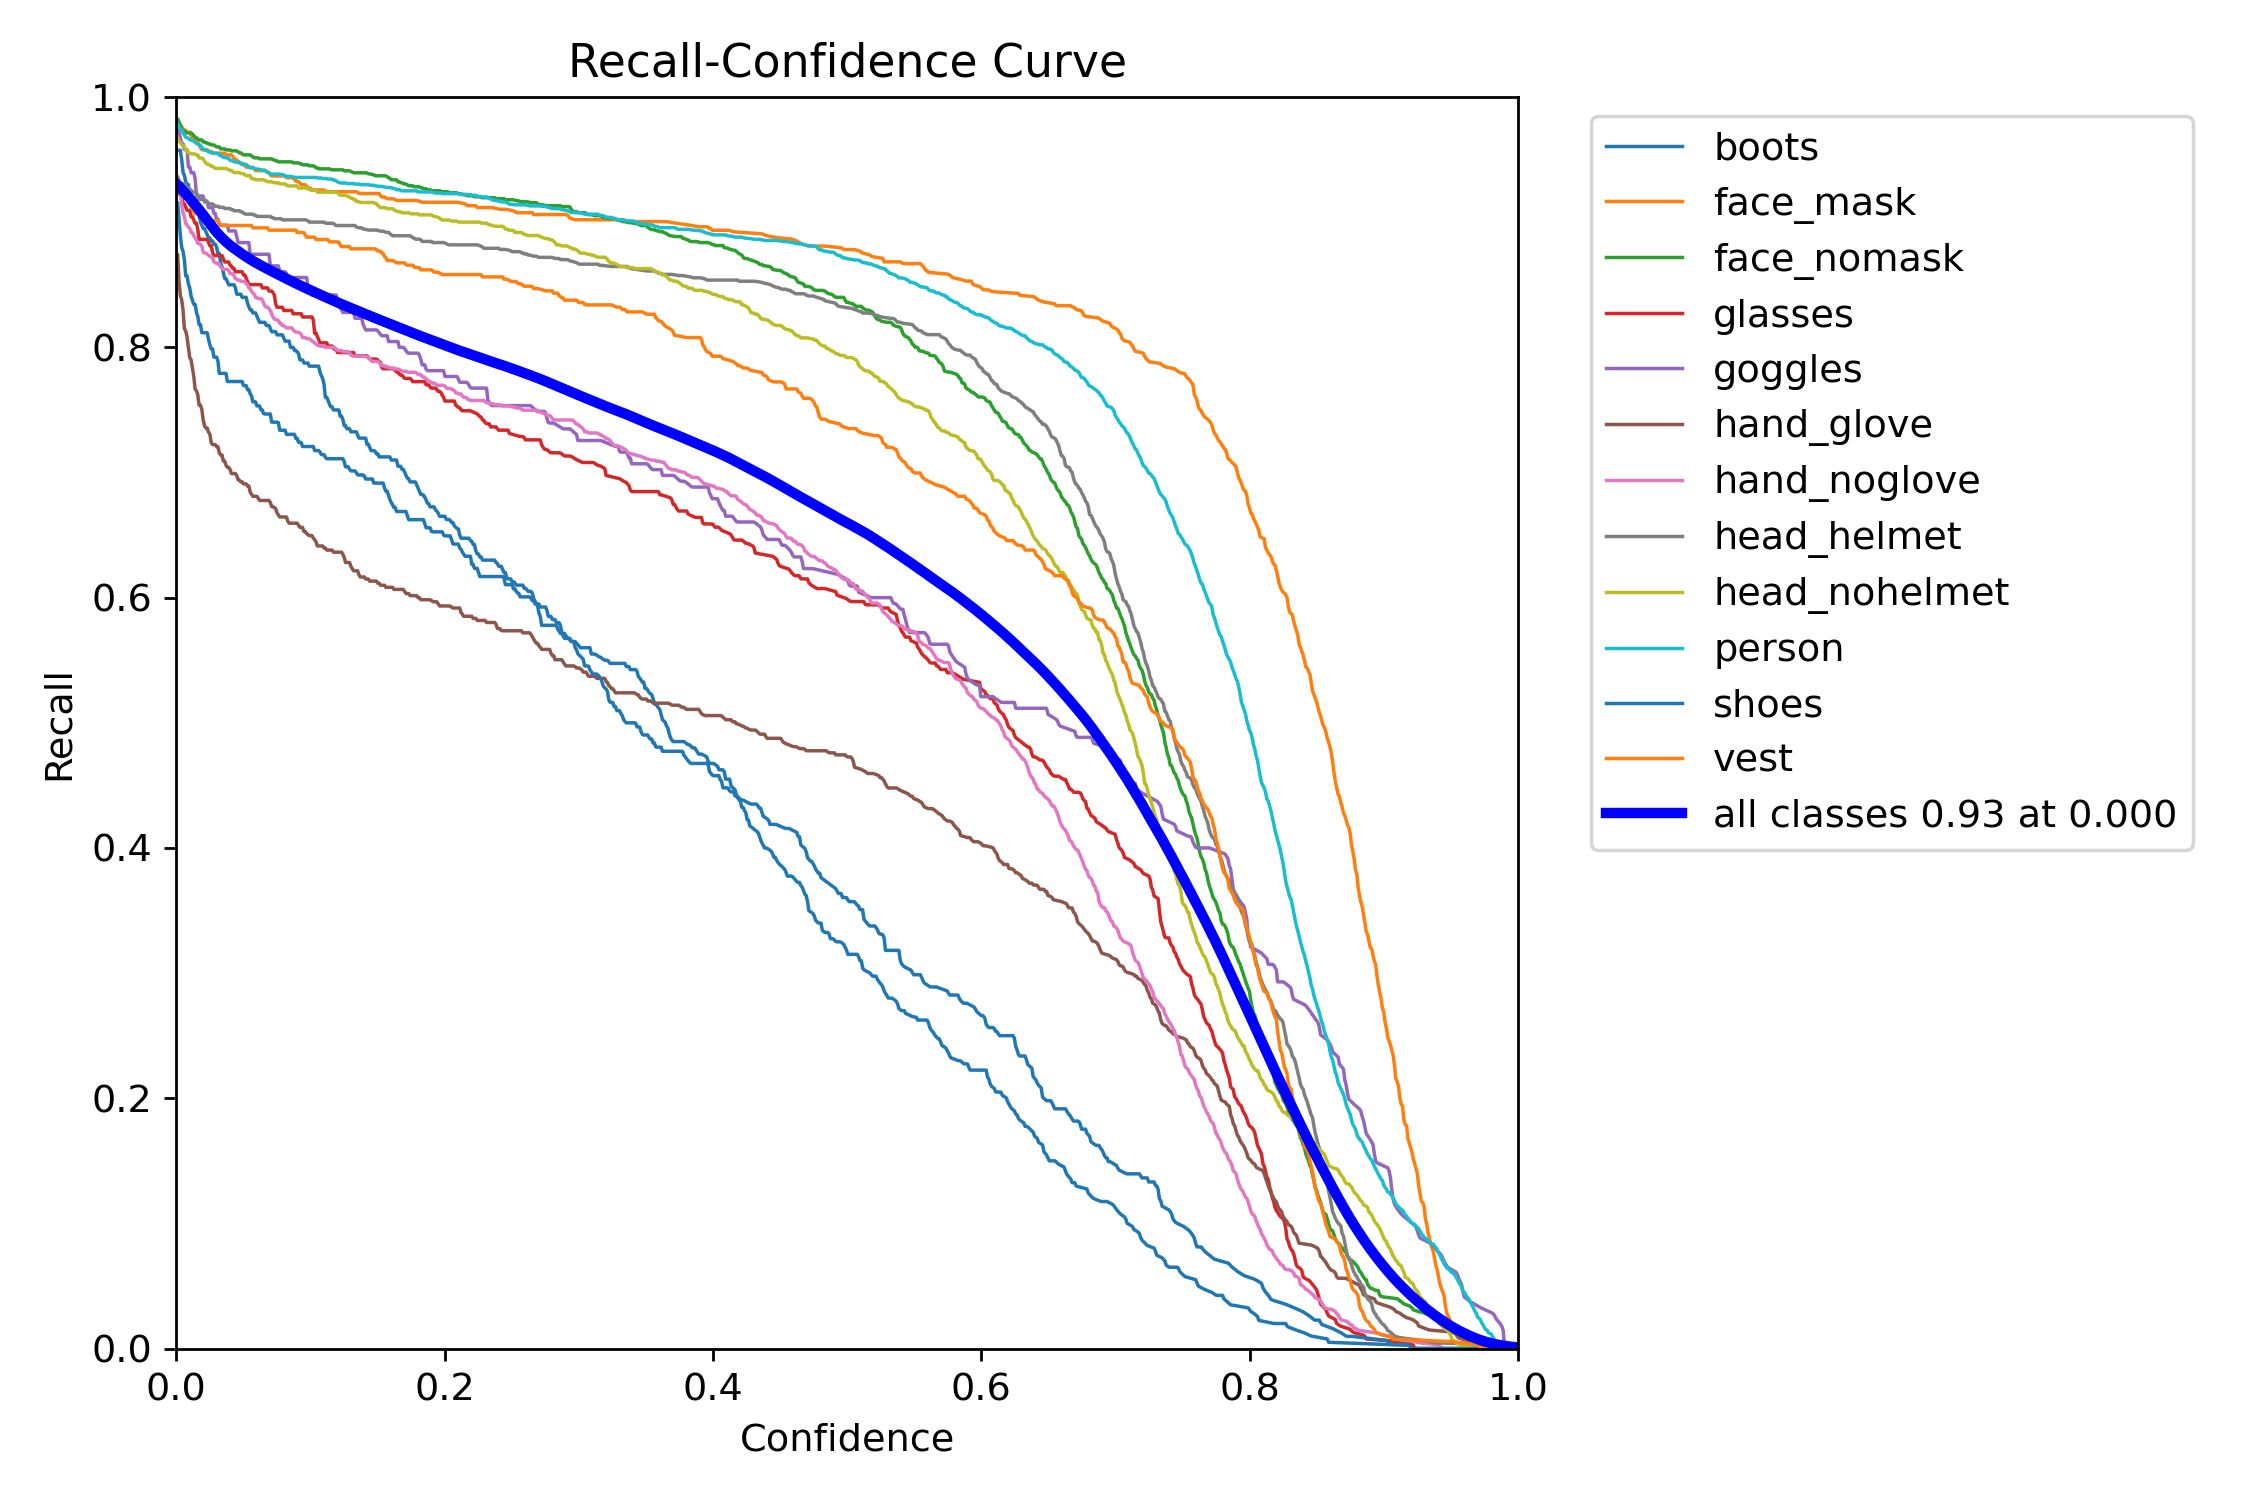 Recall-Confidence Curve
1.0
0.8
0.6
0.4
0.2
0.0
Recall
0.0 0.2 0.4 0.6 0.8 1.0
Confidence
boots
face_mask
face_nomask
glasses
goggles
hand_glove
hand_noglove
head_helmet
head_nohelmet
person
shoes
vest
all classes 0.93 at 0.000